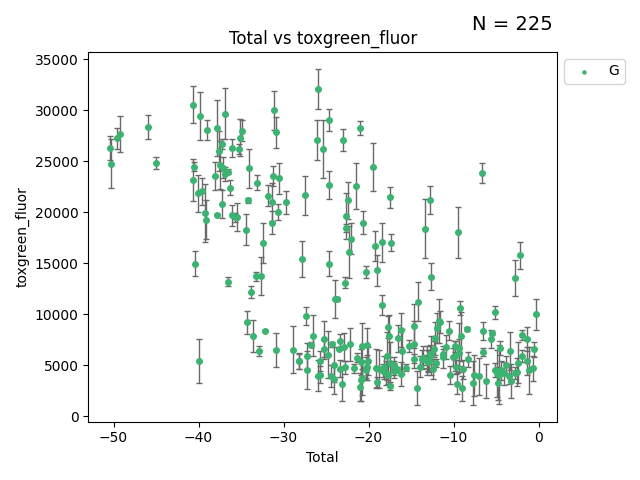 N = 225
Total vs toxgreen_fluor
G
toxgreen_fluor
35000
30000
25000
20000
15000
10000
5000
0
−50 −40 −30 −20 −10 0
Total